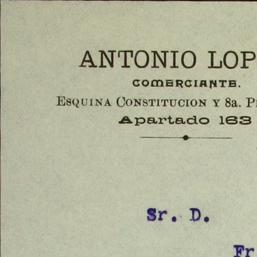 ANTONIO LOP
COMERCIANTE.
ESQUINA CONSTITUCION Y 8a. P
Apartado 163
Sr. D.
Fr